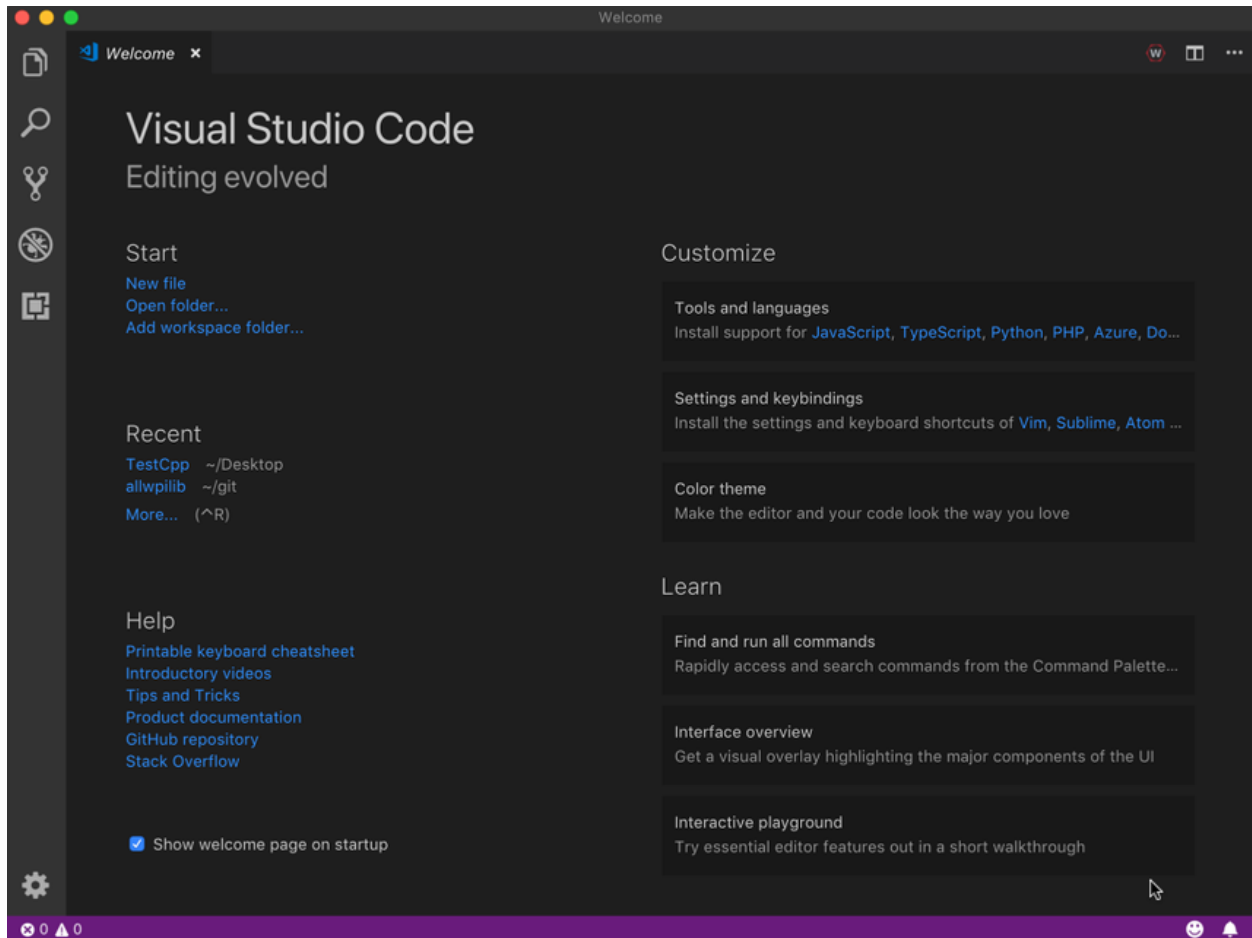 Welcome
Welcome ×
W
Visual Studio Code
Editing evolved
Start
New file
Open folder...
Add workspace folder...
Recent
TestCpp ~/Desktop
allwpilib ~/git
More... (^R)
Help
Printable keyboard cheatsheet
Introductory videos
Tips and Tricks
Product documentation
GitHub repository
Stack Overflow
Show welcome page on startup
Customize
Tools and languages
Install support for JavaScript, TypeScript, Python, PHP, Azure, Do...
Settings and keybindings
Install the settings and keyboard shortcuts of Vim, Sublime, Atom ...
Color theme
Make the editor and your code look the way you love
Learn
Find and run all commands
Rapidly access and search commands from the Command Palette...
Interface overview
Get a visual overlay highlighting the major components of the UI
Interactive playground
Try essential editor features out in a short walkthrough
0 0